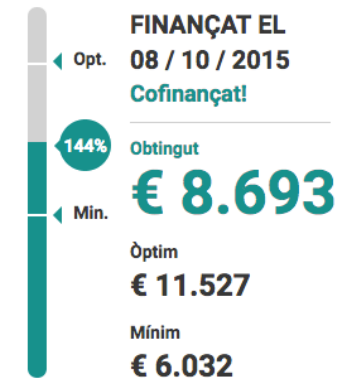 FINANÇAT EL
Opt.
08 / 10 / 2015
Cofinançat!
144%
Obtingut
€ 8.693
Min.
Òptim
€ 11.527
Mínim
€ 6.032